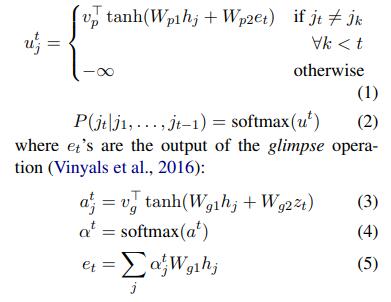 u_j^t = { v_p^⊤ tanh(W_{p1}h_j + W_{p2}e_t) if j_t ≠ j_k
∀k < t
−∞ otherwise
(1)
P(j_t|j_1, . . . , j_{t−1}) = softmax(u^t) (2)
where e_t's are the output of the glimpse opera-
tion (Vinyals et al., 2016):
a_j^t = v_g^⊤ tanh(W_{g1}h_j + W_{g2}z_t) (3)
α^t = softmax(a^t) (4)
e_t = ∑_j α_j^t W_{g1}h_j (5)